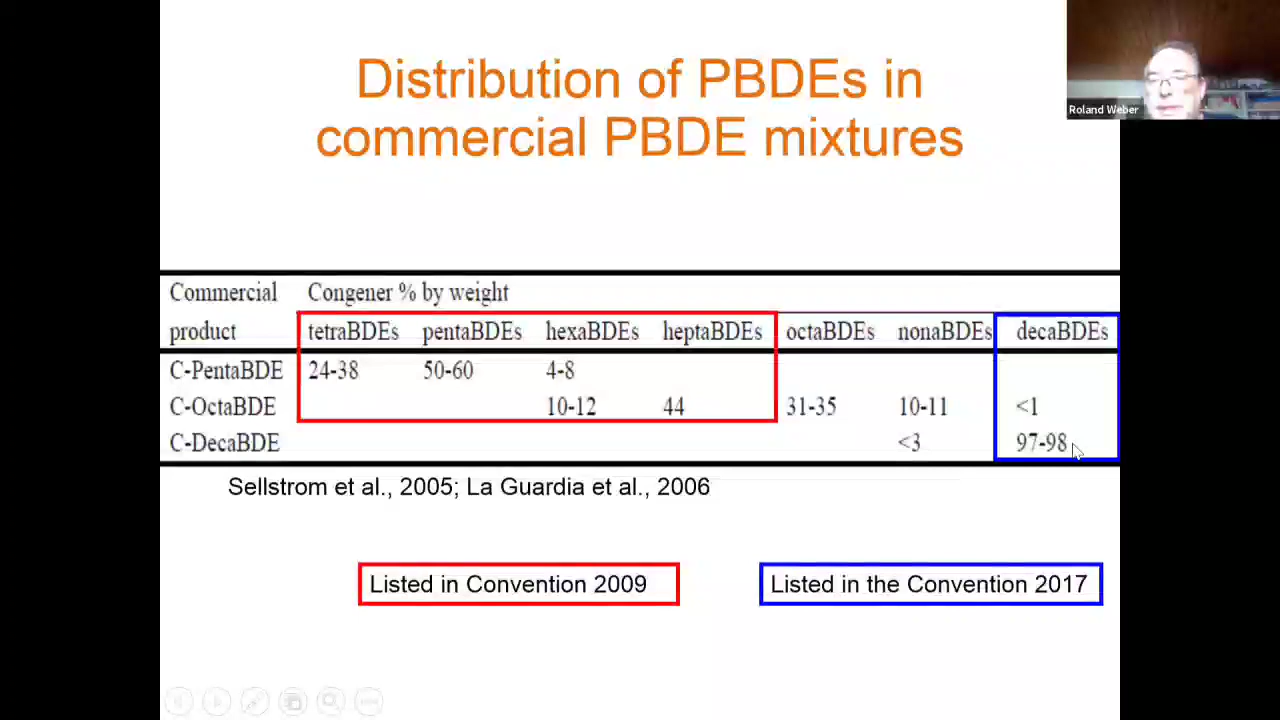 Distribution of PBDEs in
commercial PBDE mixtures
Roland Weber
Commercial Congener % by weight
product tetraBDEs pentaBDEs hexaBDEs heptaBDEs octaBDEs nonaBDEs decaBDEs
C-PentaBDE 24-38 50-60 4-8
C-OctaBDE 10-12 44 31-35 10-11 <1
C-DecaBDE <3 97-98
Sellstrom et al., 2005; La Guardia et al., 2006
Listed in Convention 2009
Listed in the Convention 2017